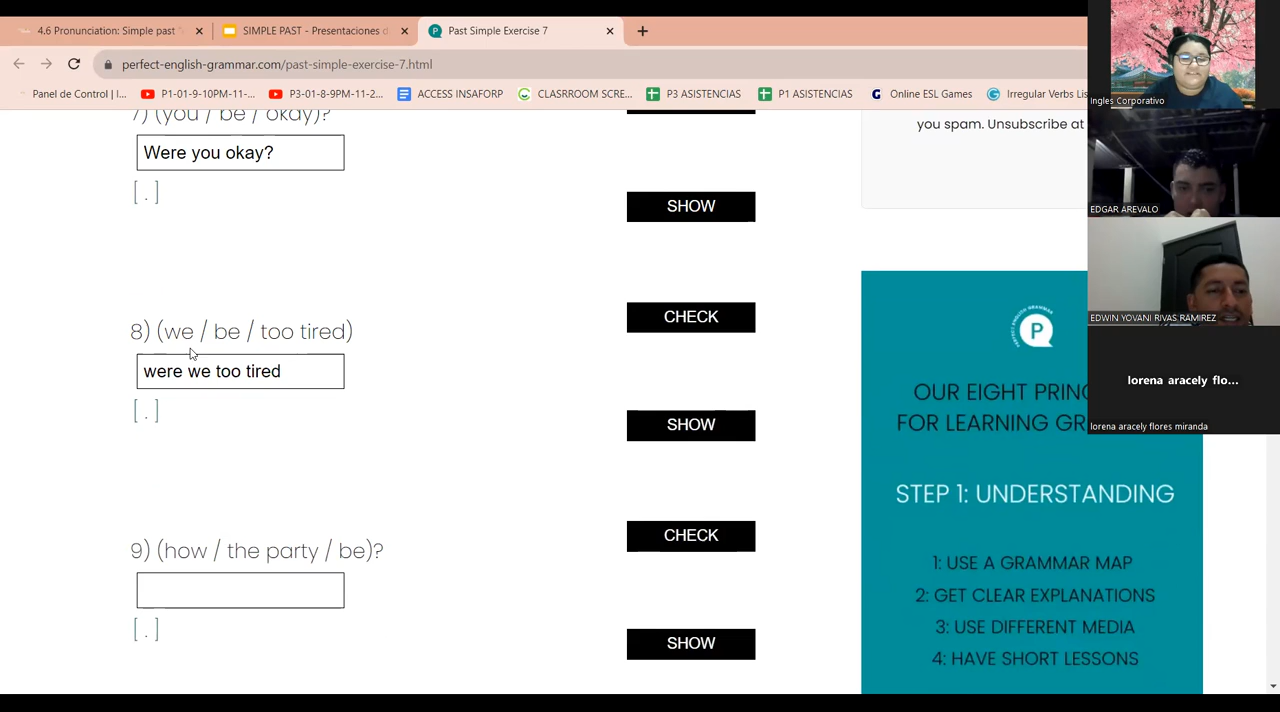 4.6 Pronunciation: Simple past
SIMPLE PAST - Presentaciones d
Past Simple Exercise 7
perfect-english-grammar.com/past-simple-exercise-7.html
Panel de Control | I...
P1-01-9-10PM-11-...
P3-01-8-9PM-11-2...
ACCESS INSAFORP
CLASRROOM SCRE...
P3 ASISTENCIAS
P1 ASISTENCIAS
Online ESL Games
Irregular Verbs Lis
7) (you / be / okay)?
Were you okay?
[ . ]
SHOW
8) (we / be / too tired)
were we too tired
[ . ]
CHECK
SHOW
9) (how / the party / be)?
[ . ]
CHECK
SHOW
you spam. Unsubscribe at
P
OUR EIGHT PRINC
FOR LEARNING GR
STEP 1: UNDERSTANDING
1: USE A GRAMMAR MAP
2: GET CLEAR EXPLANATIONS
3: USE DIFFERENT MEDIA
4: HAVE SHORT LESSONS
Ingles Corporativo
EDGAR AREVALO
EDWIN YOVANI RIVAS RAMIREZ
lorena aracely flo...
lorena aracely flores miranda